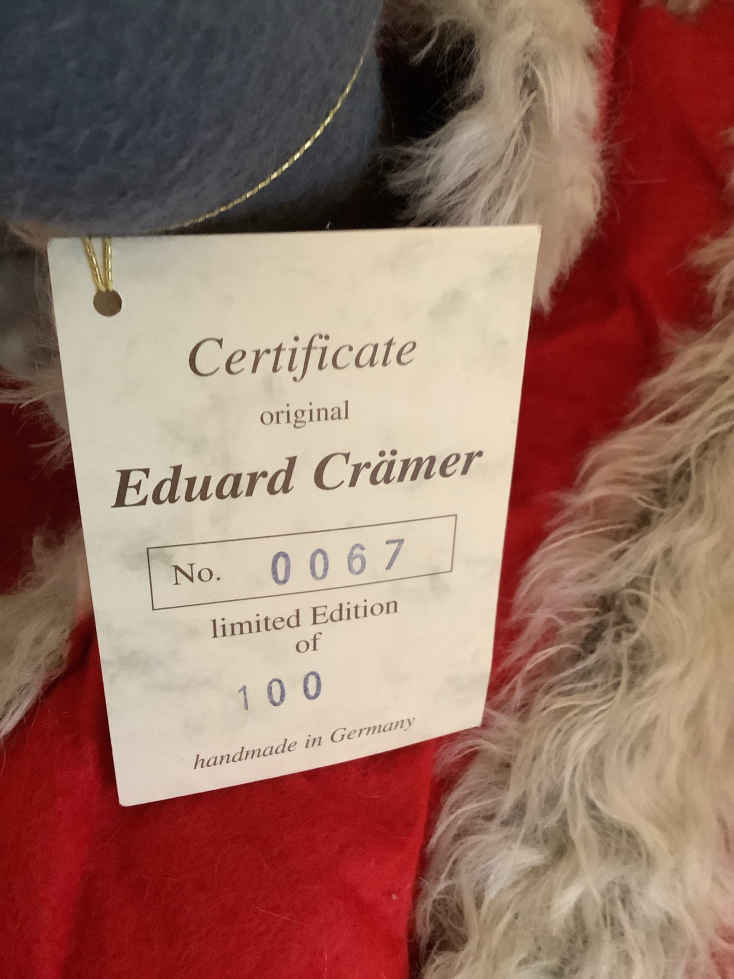 Certificate
original
Eduard Crämer
No. 0067
limited Edition
of
100
handmade in Germany